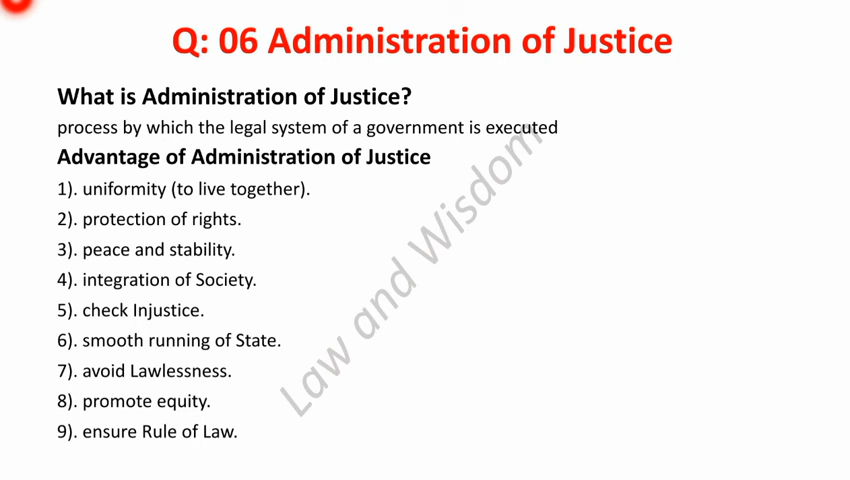 Q: 06 Administration of Justice
What is Administration of Justice?
process by which the legal system of a government is executed
Advantage of Administration of Justice
1). uniformity (to live together).
2). protection of rights.
3). peace and stability.
4). integration of Society.
5). check Injustice.
6). smooth running of State.
7). avoid Lawlessness.
8). promote equity.
9). ensure Rule of Law.
Law and Wisdom